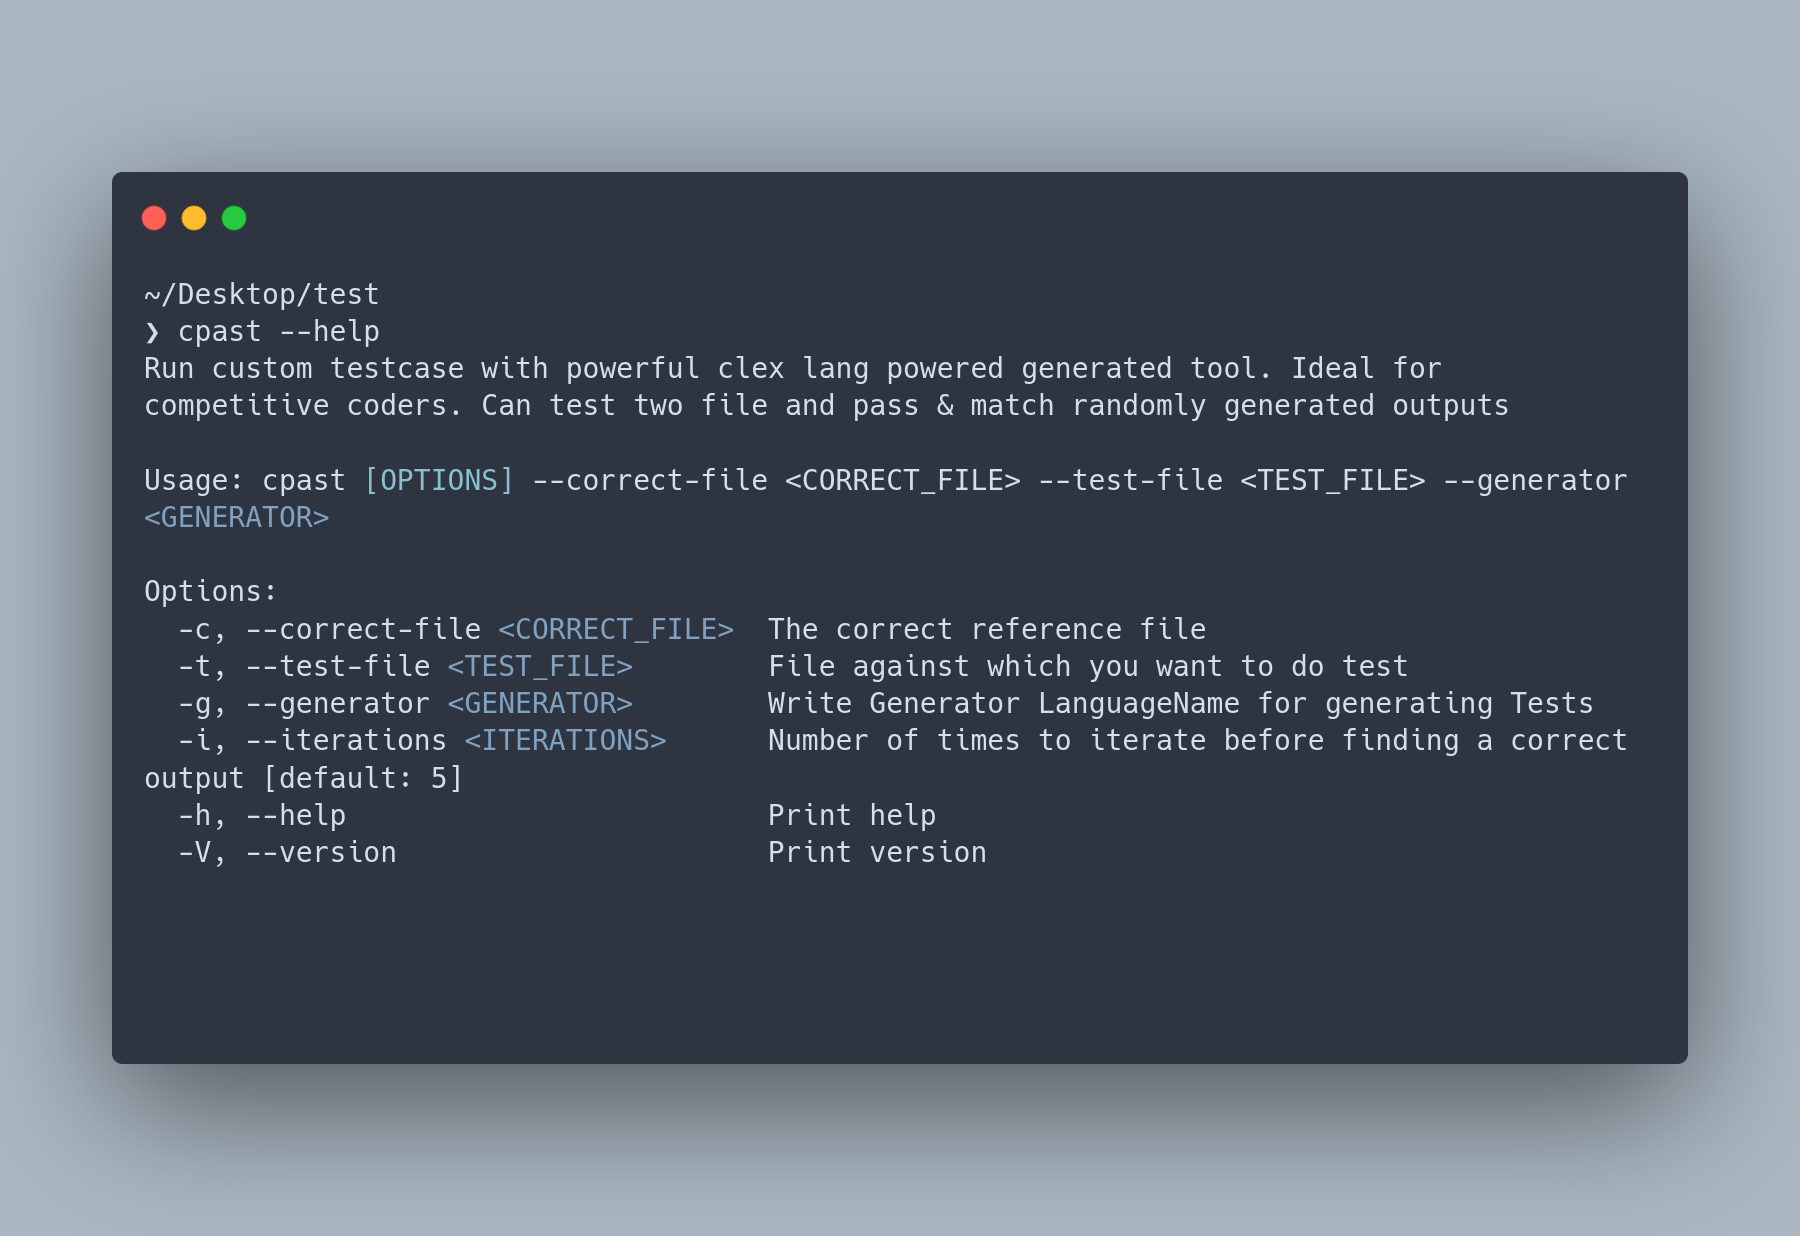 ~/Desktop/test
❯ cpast --help
Run custom testcase with powerful clex lang powered generated tool. Ideal for
competitive coders. Can test two file and pass & match randomly generated outputs

Usage: cpast [OPTIONS] --correct-file <CORRECT_FILE> --test-file <TEST_FILE> --generator
<GENERATOR>

Options:
  -c, --correct-file <CORRECT_FILE>  The correct reference file
  -t, --test-file <TEST_FILE>        File against which you want to do test
  -g, --generator <GENERATOR>        Write Generator LanguageName for generating Tests
  -i, --iterations <ITERATIONS>      Number of times to iterate before finding a correct
output [default: 5]
  -h, --help                         Print help
  -V, --version                      Print version